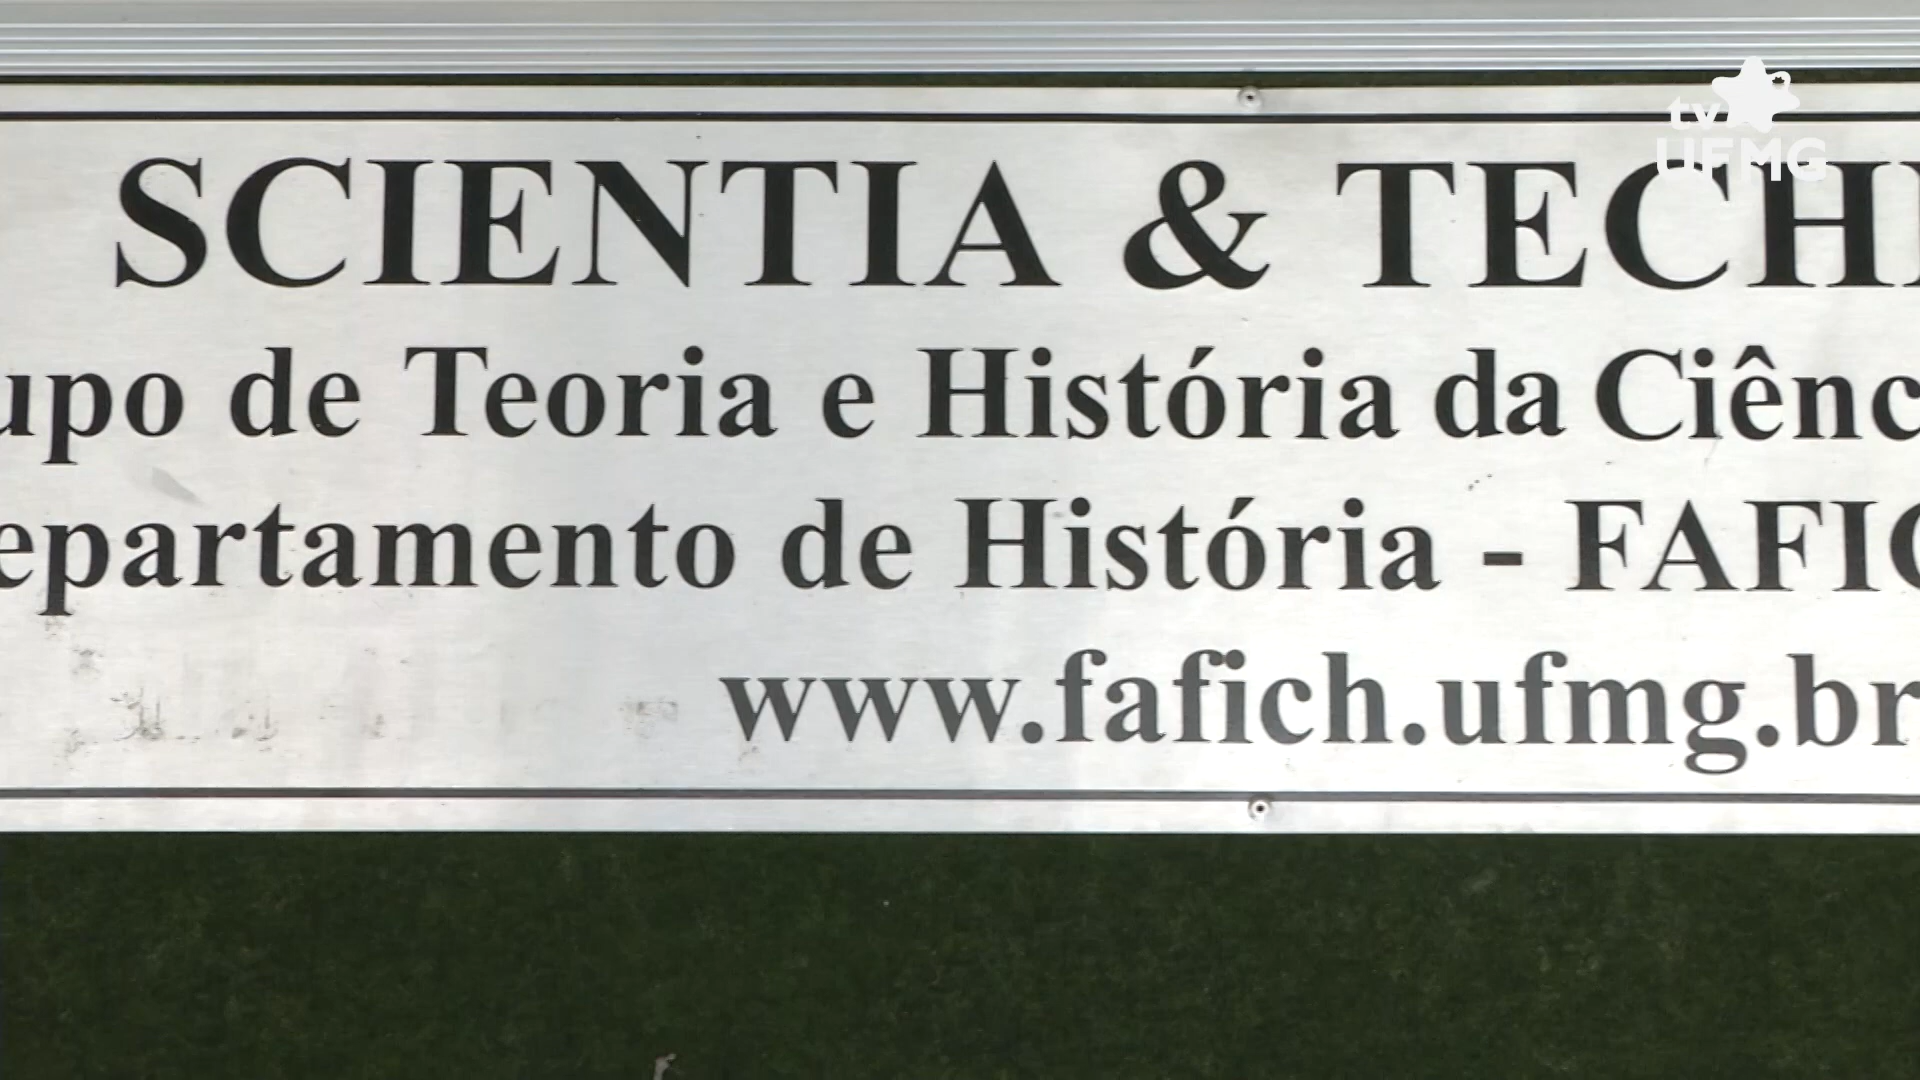 tv
UFMG
SCIENTIA & TECH
upo de Teoria e História da Ciênc
epartamento de História - FAFIC
www.fafich.ufmg.br